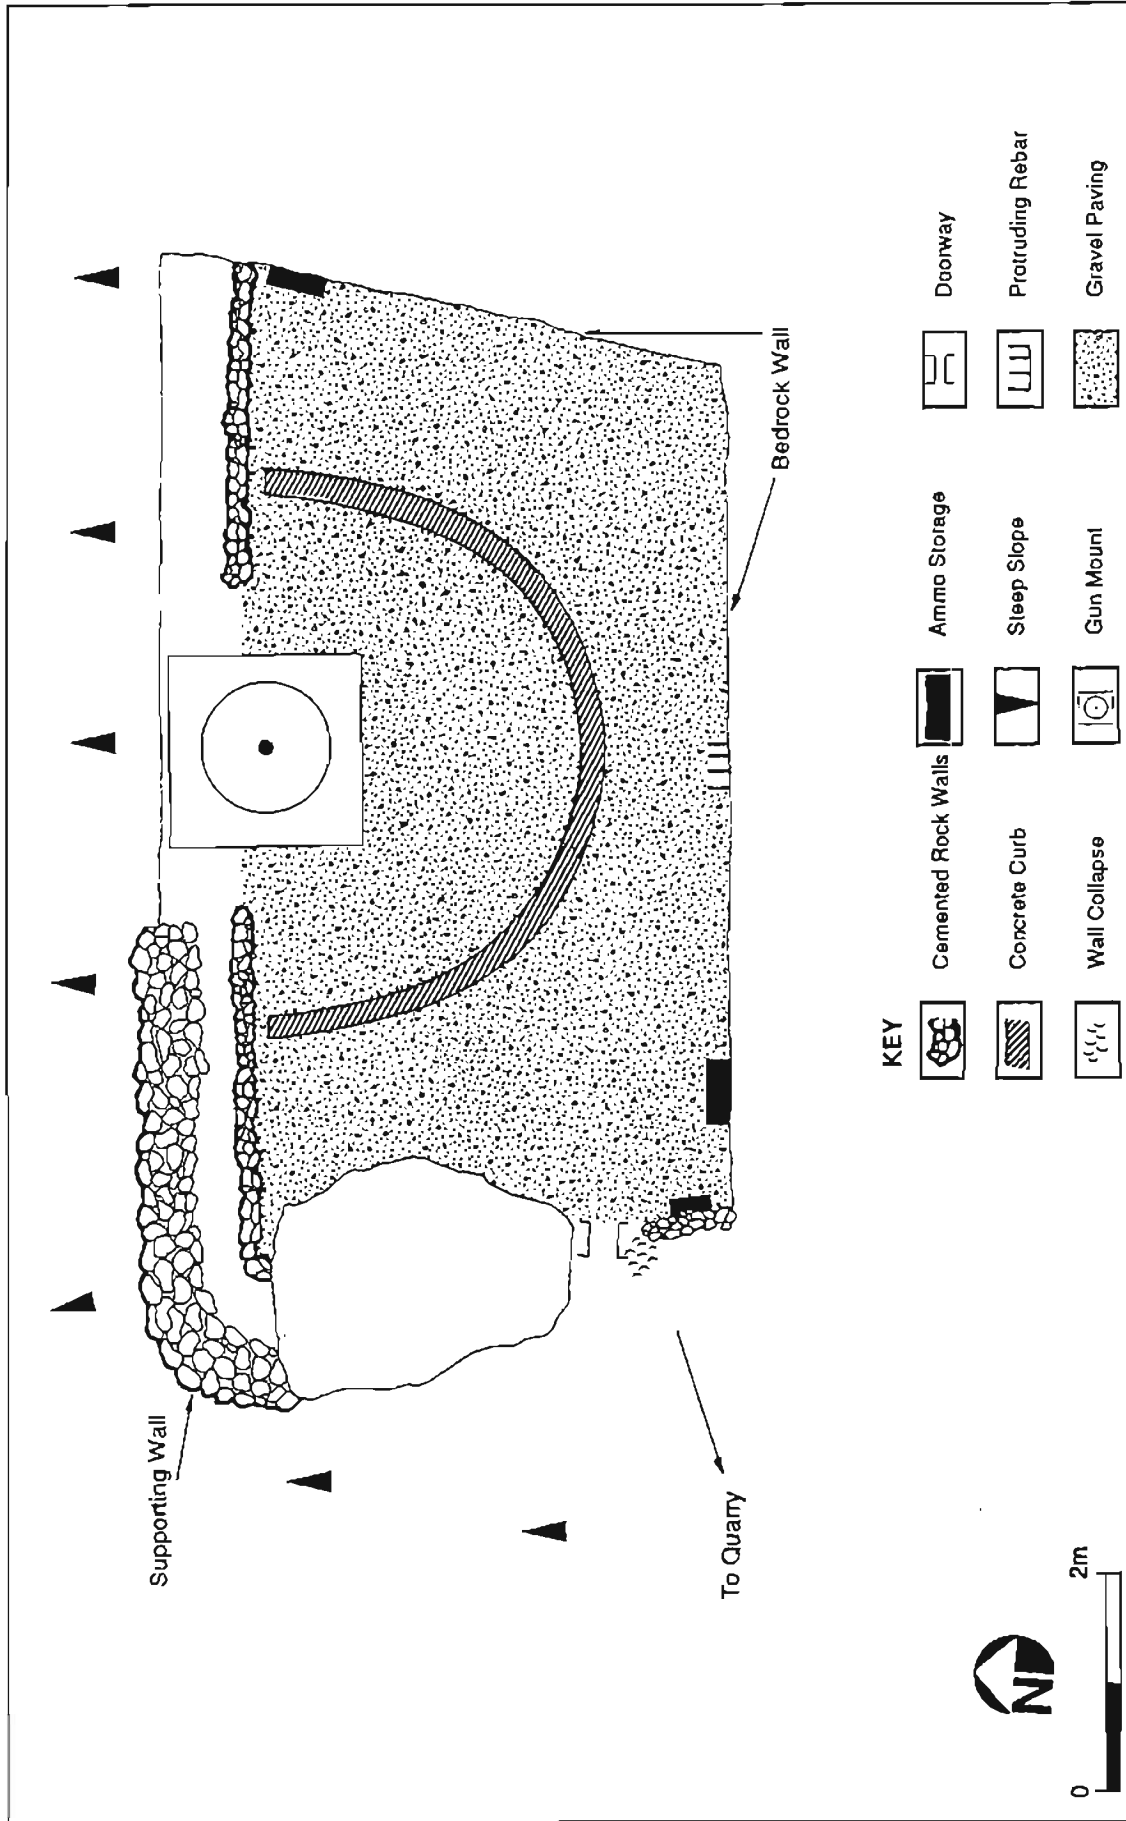 Supporting Wall
Bedrock Wall
To Quarry
KEY
Cemented Rock Walls
Ammo Storage
Doorway
Concrete Curb
Steep Slope
Protruding Rebar
Wall Collapse
Gun Mount
Gravel Paving
N
0 2m